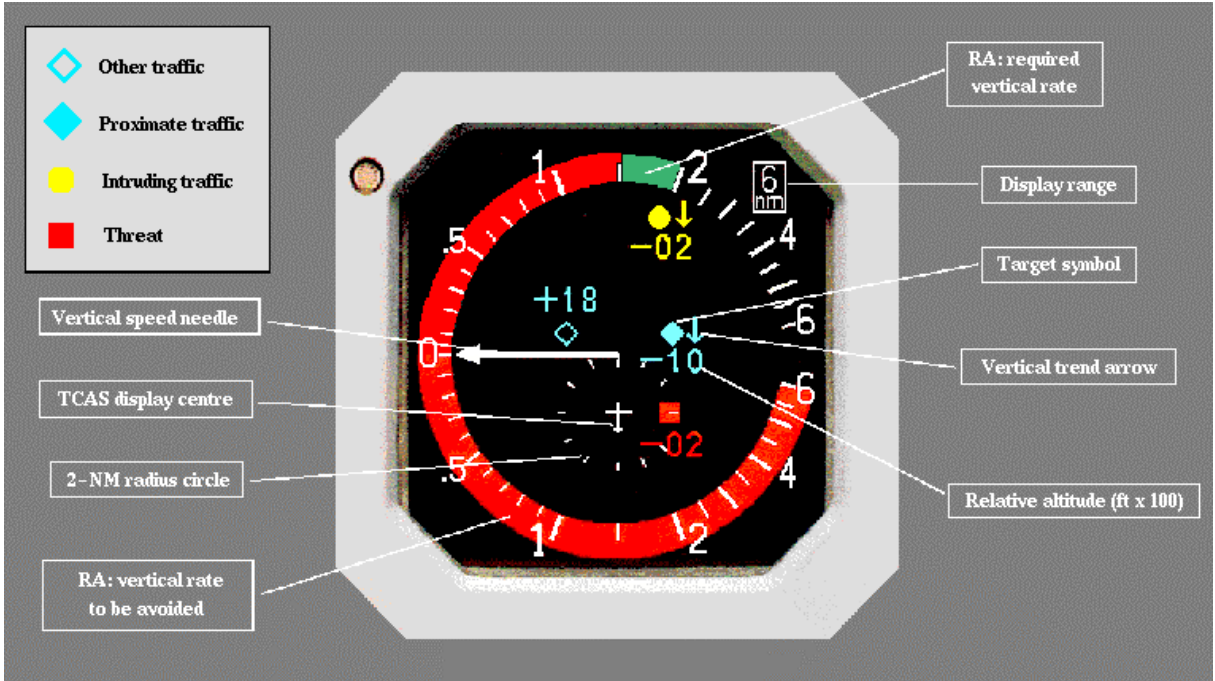 Other traffic
Proximate traffic
Intruding traffic
Threat
RA: required
vertical rate
Display range
Target symbol
Vertical trend arrow
Relative altitude (ft x 100)
Vertical speed needle
TCAS display centre
2-NM radius circle
RA: vertical rate
to be avoided
1
2
6
nm
.5
4
-02
+18
6
0
-10
6
-02
.5
4
1
2